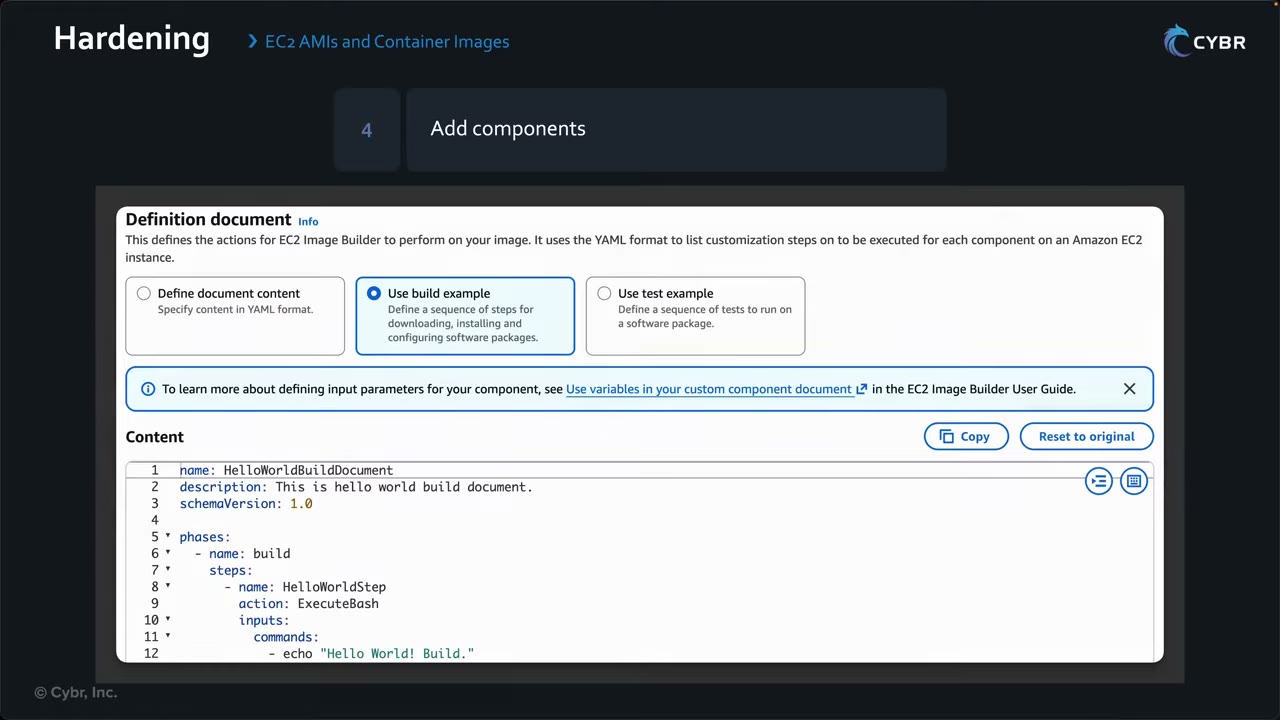 Hardening
❯ EC2 AMIs and Container Images
CYBR
4
Add components
Definition document Info
This defines the actions for EC2 Image Builder to perform on your image. It uses the YAML format to list customization steps on to be executed for each component on an Amazon EC2
instance.
Define document content
Specify content in YAML format.
Use build example
Define a sequence of steps for
downloading, installing and
configuring software packages.
Use test example
Define a sequence of tests to run on
a software package.
To learn more about defining input parameters for your component, see Use variables in your custom component document in the EC2 Image Builder User Guide.
Content
Copy
Reset to original
1 name: HelloWorldBuildDocument
2 description: This is hello world build document.
3 schemaVersion: 1.0
4
5 phases:
6 - name: build
7 steps:
8 - name: HelloWorldStep
9 action: ExecuteBash
10 inputs:
11 commands:
12 - echo "Hello World! Build."
© Cybr, Inc.